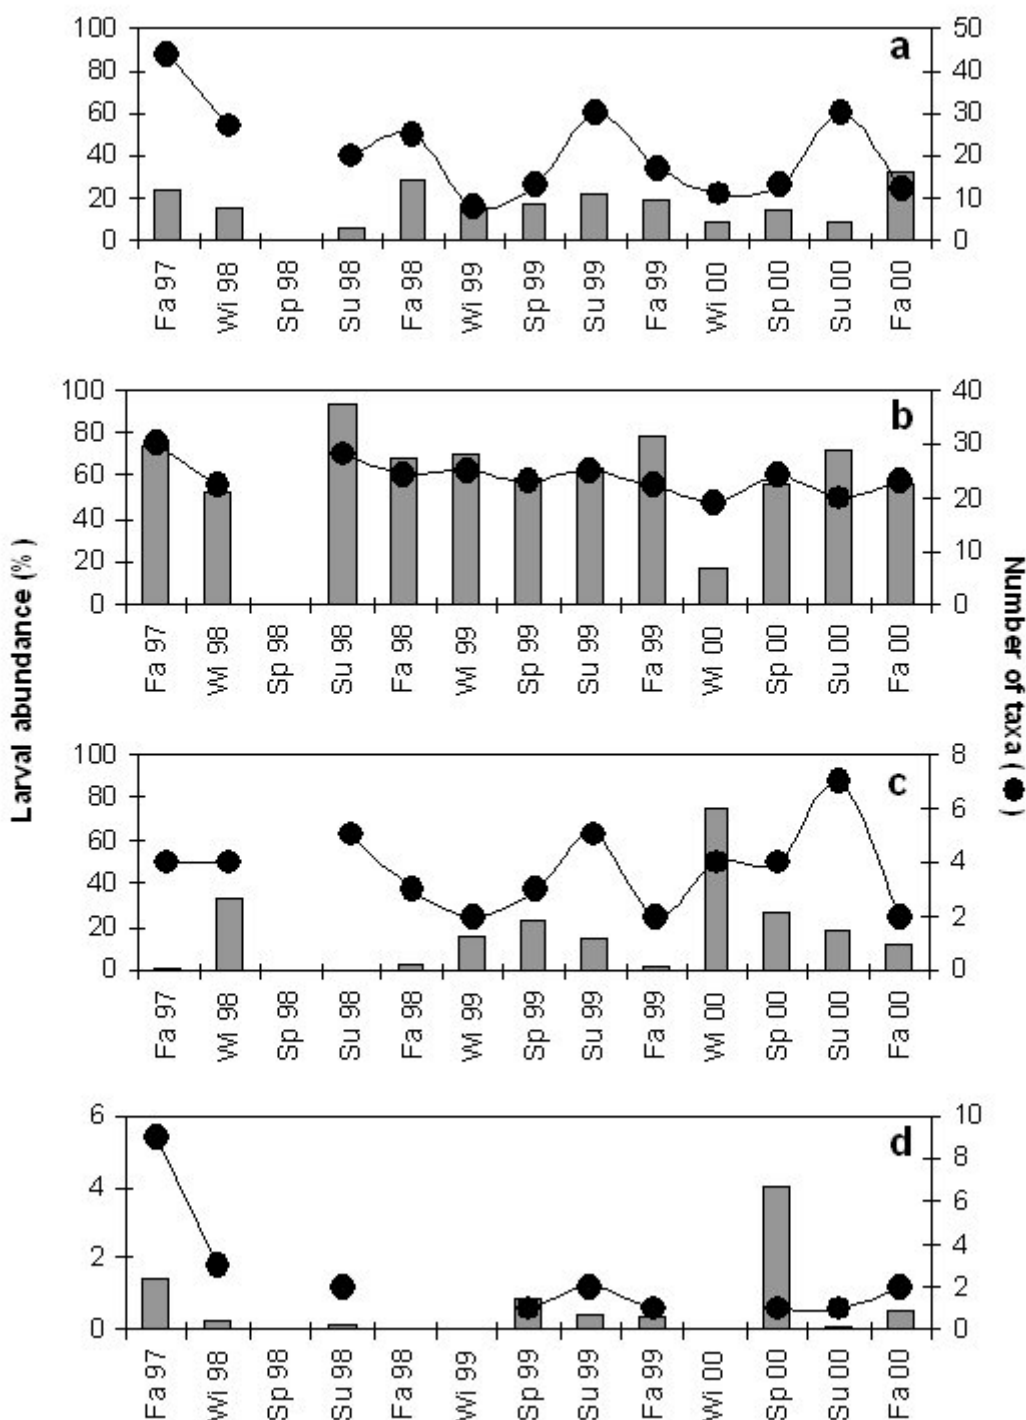 Larval abundance (%)
Number of taxa (●)
a
100 80 60 40 20 0
50 40 30 20 10 0
Fa 97 Wi 98 Sp 98 Su 98 Fa 98 Wi 99 Sp 99 Su 99 Fa 99 Wi 00 Sp 00 Su 00 Fa 00
b
100 80 60 40 20 0
40 30 20 10 0
Fa 97 Wi 98 Sp 98 Su 98 Fa 98 Wi 99 Sp 99 Su 99 Fa 99 Wi 00 Sp 00 Su 00 Fa 00
c
100 80 60 40 20 0
8 6 4 2 0
Fa 97 Wi 98 Sp 98 Su 98 Fa 98 Wi 99 Sp 99 Su 99 Fa 99 Wi 00 Sp 00 Su 00 Fa 00
d
6 4 2 0
10 8 6 4 2 0
Fa 97 Wi 98 Sp 98 Su 98 Fa 98 Wi 99 Sp 99 Su 99 Fa 99 Wi 00 Sp 00 Su 00 Fa 00